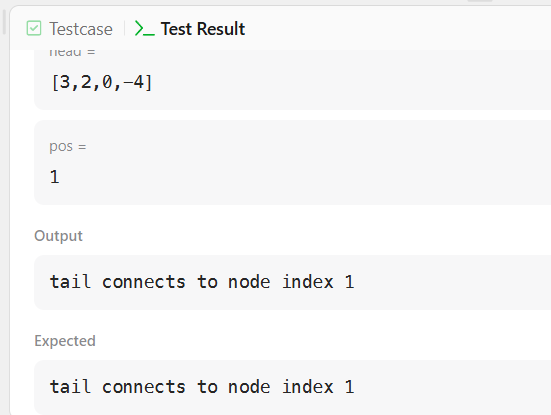 Testcase
Test Result
head =
[3,2,0,-4]
pos =
1
Output
tail connects to node index 1
Expected
tail connects to node index 1